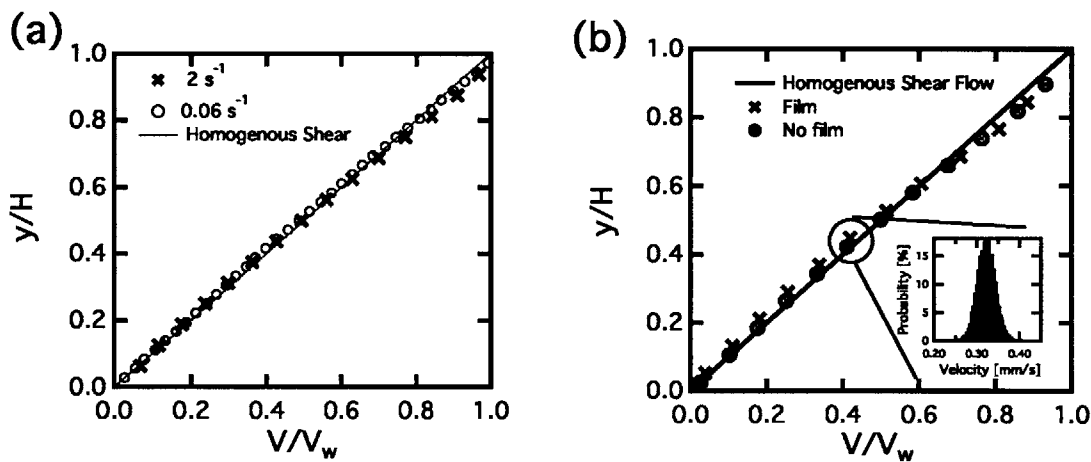 (a)
1.0
0.8
0.6
0.4
0.2
0.0
y/H
2 s⁻¹
0.06 s⁻¹
Homogenous Shear
0.0 0.2 0.4 0.6 0.8 1.0
V/Vw
(b)
1.0
0.8
0.6
0.4
0.2
0.0
y/H
Homogenous Shear Flow
Film
No film
Probability [%]
15
10
5
0
0.20 0.30 0.40
Velocity [mm/s]
0.0 0.2 0.4 0.6 0.8 1.0
V/Vw